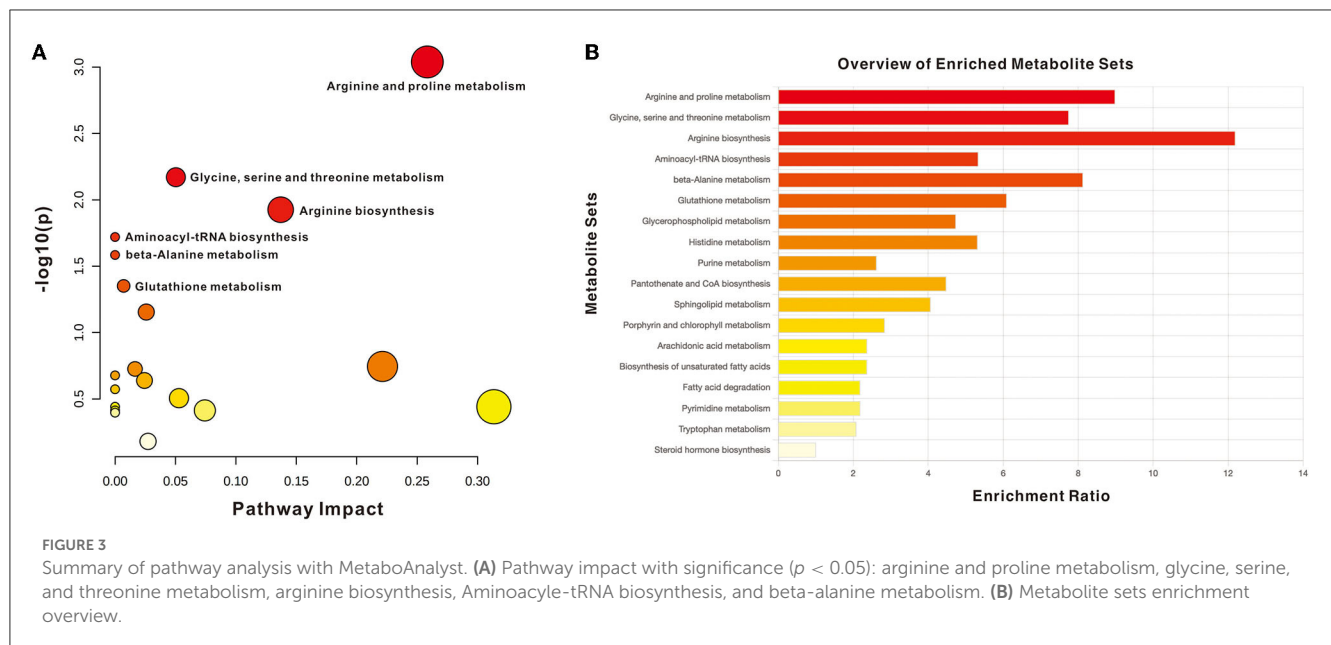 A
3.0
2.5
2.0
1.5
1.0
0.5
-log10(p)
Arginine and proline metabolism
Glycine, serine and threonine metabolism
Arginine biosynthesis
Aminoacyl-tRNA biosynthesis
beta-Alanine metabolism
Glutathione metabolism
0.00 0.05 0.10 0.15 0.20 0.25 0.30
Pathway Impact
B
Overview of Enriched Metabolite Sets
Metabolite Sets
Arginine and proline metabolism
Glycine, serine and threonine metabolism
Arginine biosynthesis
Aminoacyl-tRNA biosynthesis
beta-Alanine metabolism
Glutathione metabolism
Glycerophospholipid metabolism
Histidine metabolism
Purine metabolism
Pantothenate and CoA biosynthesis
Sphingolipid metabolism
Porphyrin and chlorophyll metabolism
Arachidonic acid metabolism
Biosynthesis of unsaturated fatty acids
Fatty acid degradation
Pyrimidine metabolism
Tryptophan metabolism
Steroid hormone biosynthesis
0 2 4 6 8 10 12 14
Enrichment Ratio
FIGURE 3
Summary of pathway analysis with MetaboAnalyst. (A) Pathway impact with significance (p < 0.05): arginine and proline metabolism, glycine, serine,
and threonine metabolism, arginine biosynthesis, Aminoacyle-tRNA biosynthesis, and beta-alanine metabolism. (B) Metabolite sets enrichment
overview.